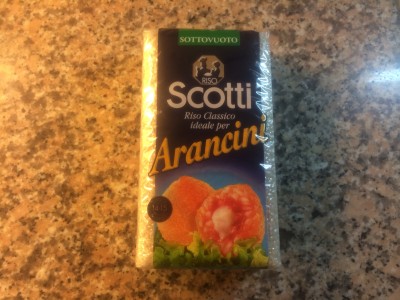 SOTTOVUOTO
RISO
Scotti
Riso Classico
ideale per
Arancini